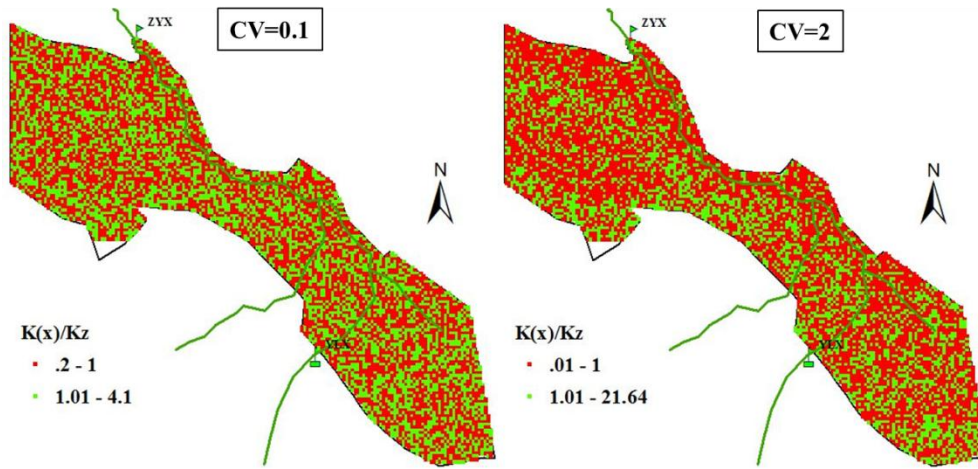 ZYX
CV=0.1
N
K(x)/Kz
.2 - 1
1.01 - 4.1
ZYX
CV=2
N
K(x)/Kz
.01 - 1
1.01 - 21.64